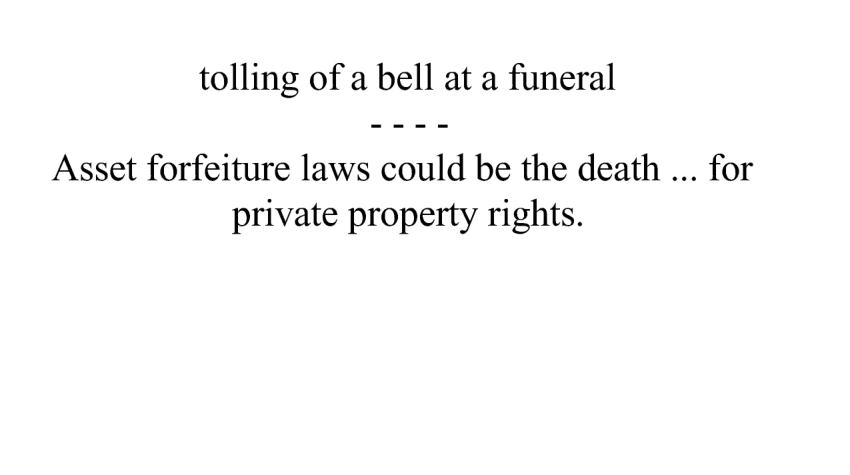 tolling of a bell at a funeral
- - - -
Asset forfeiture laws could be the death ... for
private property rights.